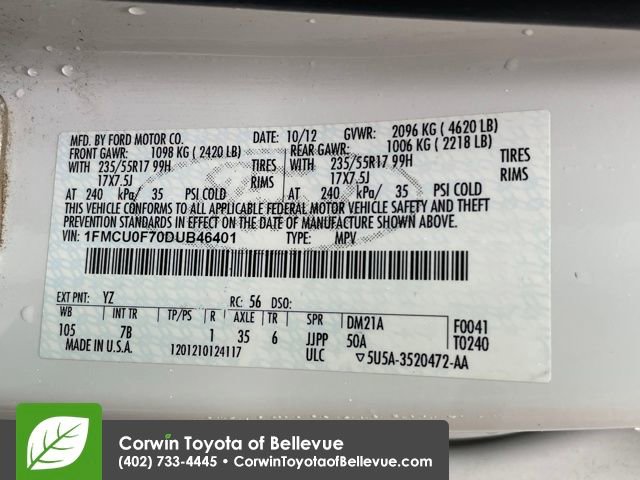 MFD. BY FORD MOTOR CO. DATE: 10/12 GVWR: 2096 KG ( 4620 LB)
FRONT GAWR: 1098 KG ( 2420 LB) REAR GAWR: 1006 KG ( 2218 LB)
WITH 235/55R17 99H TIRES WITH 235/55R17 99H TIRES
17X7.5J RIMS 17X7.5J RIMS
AT 240 kPa/ 35 PSI COLD AT 240 kPa/ 35 PSI COLD
THIS VEHICLE CONFORMS TO ALL APPLICABLE FEDERAL MOTOR VEHICLE SAFETY AND THEFT
PREVENTION STANDARDS IN EFFECT ON THE DATE OF MANUFACTURE SHOWN ABOVE.
VIN: 1FMCU0F70DUB46401 TYPE: MPV
EXT PNT: YZ RC: 56 DSO:
WB INT TR TP/PS R AXLE TR SPR DM21A F0041
105 7B 1 35 6 JJPP 50A T0240
MADE IN U.S.A. 1201210124117 ULC ▽5U5A-3520472-AA
Corwin Toyota of Bellevue
(402) 733-4445 • CorwinToyotaofBellevue.com